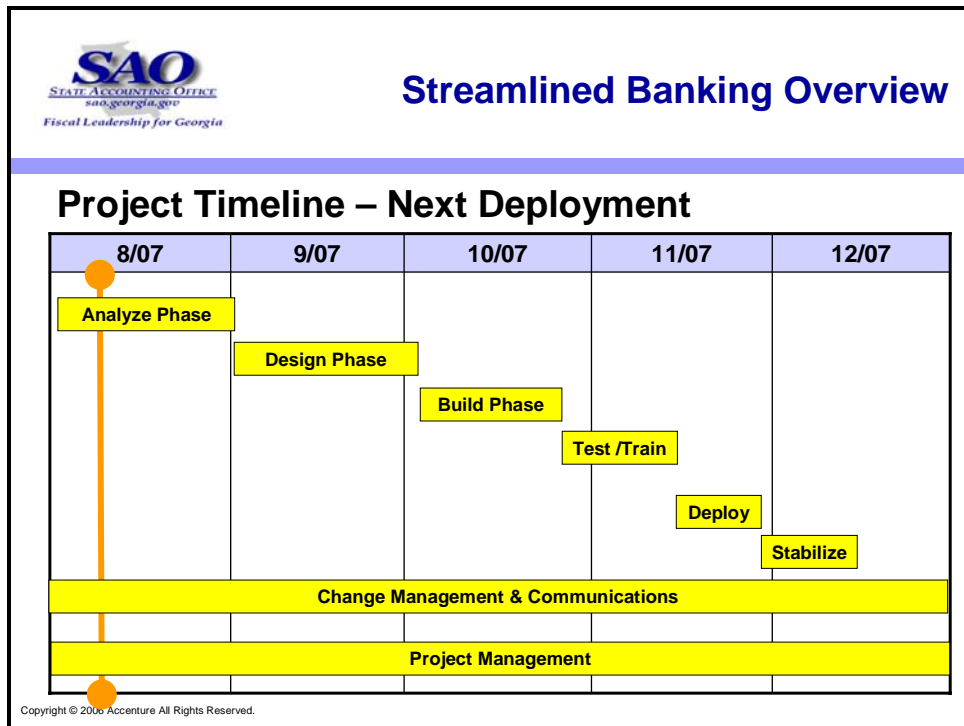 SAO
STATE ACCOUNTING OFFICE
sao.georgia.gov
Fiscal Leadership for Georgia
Streamlined Banking Overview
Project Timeline – Next Deployment
8/07 9/07 10/07 11/07 12/07
Analyze Phase
Design Phase
Build Phase
Test /Train
Deploy
Stabilize
Change Management & Communications
Project Management
Copyright © 2006 Accenture All Rights Reserved.